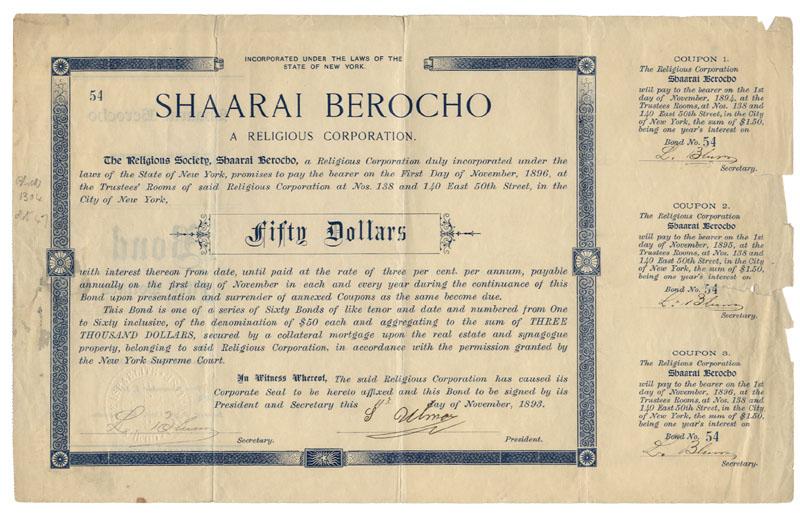 INCORPORATED UNDER THE LAWS OF THE
STATE OF NEW YORK.
54
SHAARAI BEROCHO
A RELIGIOUS CORPORATION.
The Religious Society, Shaarai Berocho, a Religious Corporation duly incorporated under the
laws of the State of New York, promises to pay the bearer on the First Day of November, 1896, at
the Trustees' Rooms of said Religious Corporation at Nos. 138 and 140 East 50th Street, in the
City of New York,
Fifty Dollars
with interest thereon from date, until paid at the rate of three per cent. per annum, payable
annually on the first day of November in each and every year during the continuance of this
Bond upon presentation and surrender of annexed Coupons as the same become due.
This Bond is one of a series of Sixty Bonds of like tenor and date and numbered from One
to Sixty inclusive, of the denomination of $50 each and aggregating to the sum of THREE
THOUSAND DOLLARS, secured by a collateral mortgage upon the real estate and synagogue
property, belonging to said Religious Corporation, in accordance with the permission granted by
the New York Supreme Court.
In Witness Whereof, The said Religious Corporation has caused its
Corporate Seal to be hereto affixed and this Bond to be signed by its
President and Secretary this day of November, 1893.
L. Blum
Ulmar
Secretary.
President.
COUPON 1.
The Religious Corporation
Shaarai Berocho
will pay to the bearer on the 1st
day of November, 1894, at the
Trustees Rooms, at Nos. 138 and
140 East 50th Street, in the City
of New York, the sum of $1.50,
being one year's interest on
Bond No. 54
L. Blum
Secretary.
COUPON 2.
The Religious Corporation
Shaarai Berocho
will pay to the bearer on the 1st
day of November, 1895, at the
Trustees Rooms, at Nos. 138 and
140 East 50th Street, in the City
of New York, the sum of $1.50,
being one year's interest on
Bond No. 54
L. Blum
Secretary.
COUPON 3.
The Religious Corporation
Shaarai Berocho
will pay to the bearer on the 1st
day of November, 1896, at the
Trustees Rooms, at Nos. 138 and
140 East 50th Street, in the City
of New York, the sum of $1.50,
being one year's interest on
Bond No. 54
L. Blum
Secretary.